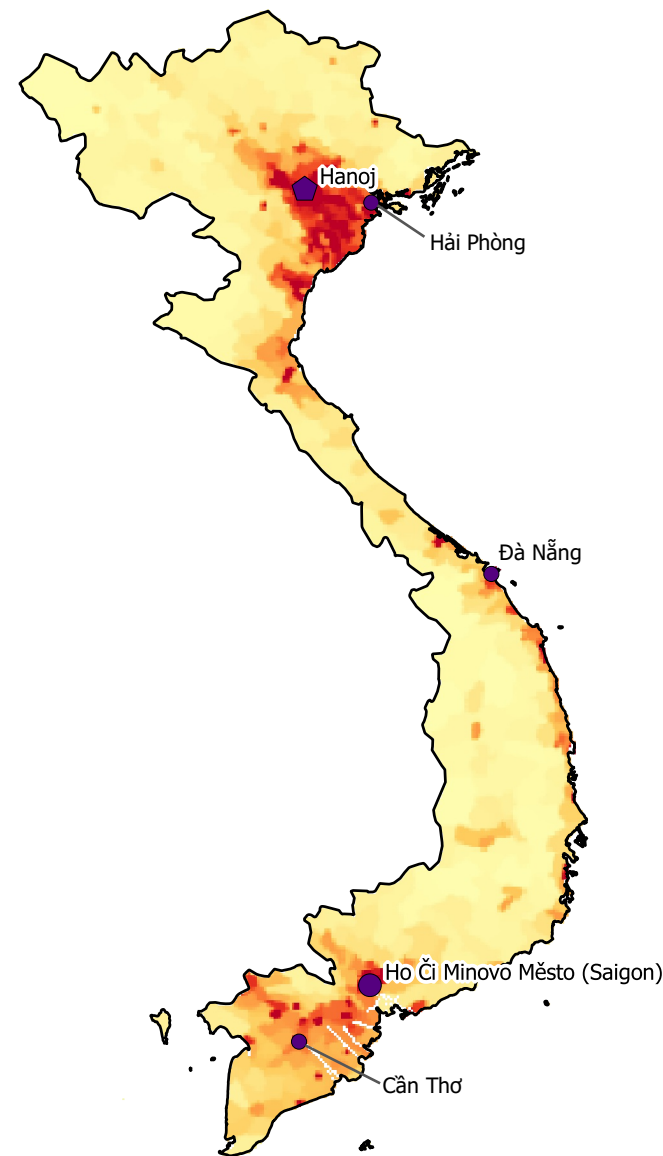 Hanoj
Hải Phòng
Đà Nẵng
Ho Či Minovo Město (Saigon)
Cần Thơ